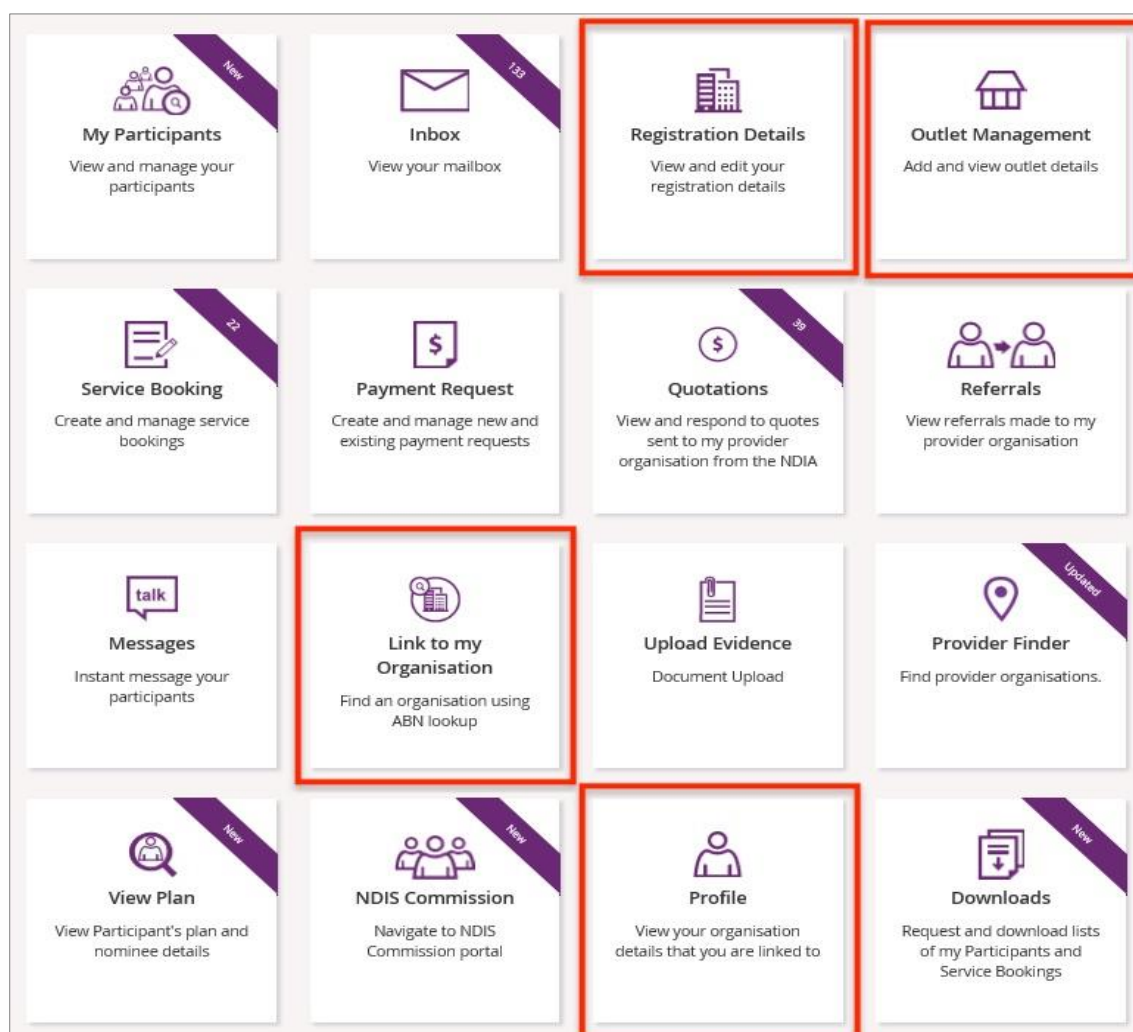 New
My Participants
View and manage your
participants
133
Inbox
View your mailbox
Registration Details
View and edit your
registration details
Outlet Management
Add and view outlet details
22
Service Booking
Create and manage service
bookings
$
Payment Request
Create and manage new and
existing payment requests
39
$
Quotations
View and respond to quotes
sent to my provider
organisation from the NDIA
Referrals
View referrals made to my
provider organisation
talk
Messages
Instant message your
participants
Link to my
Organisation
Find an organisation using
ABN lookup
Upload Evidence
Document Upload
Updated
Provider Finder
Find provider organisations.
New
View Plan
View Participant's plan and
nominee details
New
NDIS Commission
Navigate to NDIS
Commission portal
Profile
View your organisation
details that you are linked to
New
Downloads
Request and download lists
of my Participants and
Service Bookings